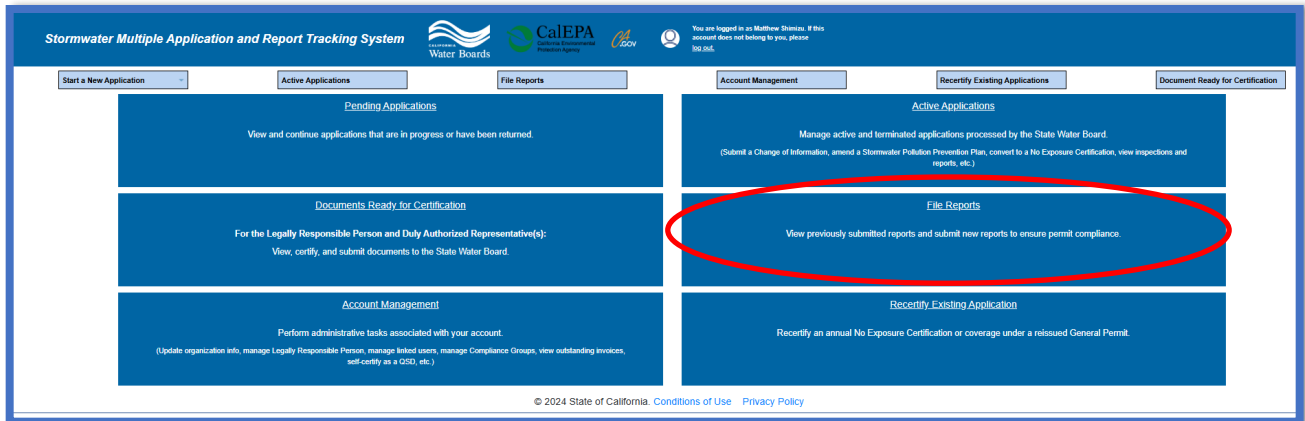 Stormwater Multiple Application and Report Tracking System
CALIFORNIA
Water Boards
CalEPA
California Environmental
Protection Agency
CA.GOV
You are logged in as Matthew Shimizu. If this
account does not belong to you, please
log out.
Start a New Application
Active Applications
File Reports
Account Management
Recertify Existing Applications
Document Ready for Certification
Pending Applications
View and continue applications that are in progress or have been returned.
Active Applications
Manage active and terminated applications processed by the State Water Board.
(Submit a Change of Information, amend a Stormwater Pollution Prevention Plan, convert to a No Exposure Certification, view inspections and
reports, etc.)
Documents Ready for Certification
For the Legally Responsible Person and Duly Authorized Representative(s):
View, certify, and submit documents to the State Water Board.
File Reports
View previously submitted reports and submit new reports to ensure permit compliance.
Account Management
Perform administrative tasks associated with your account.
(Update organization info, manage Legally Responsible Person, manage linked users, manage Compliance Groups, view outstanding invoices,
self-certify as a QSD, etc.)
Recertify Existing Application
Recertify an annual No Exposure Certification or coverage under a reissued General Permit.
© 2024 State of California. Conditions of Use Privacy Policy